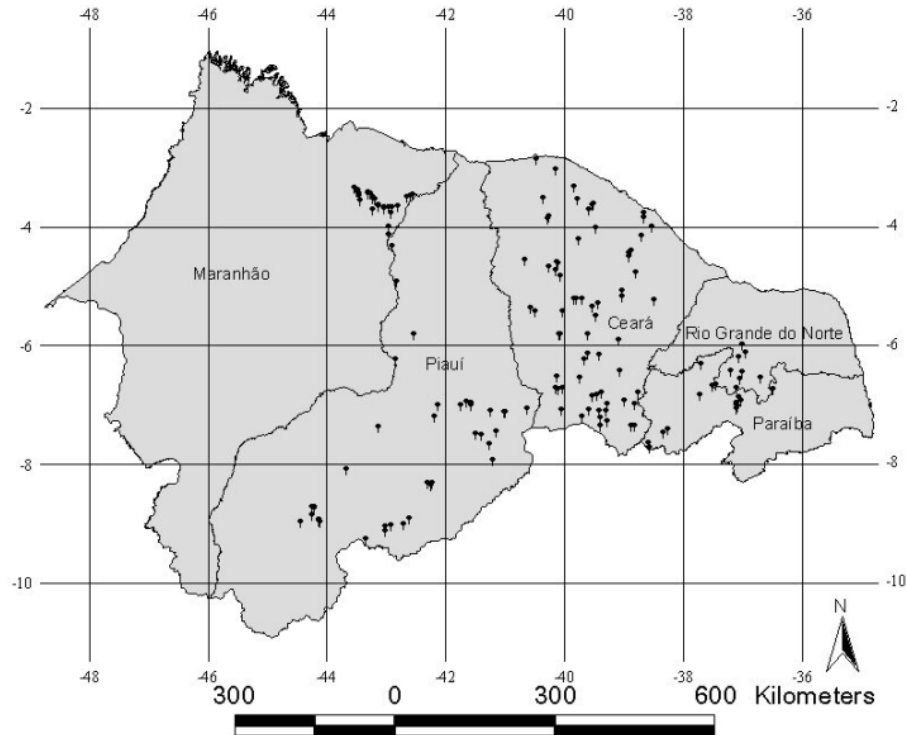 -48 -46 -44 -42 -40 -38 -36
-2 -2
-4 -4
Maranhão
Ceará
Rio Grande do Norte
-6 -6
Piauí
Paraíba
-8 -8
-10 -10
N
-48 -46 -44 -42 -40 -38 -36
300 0 300 600 Kilometers